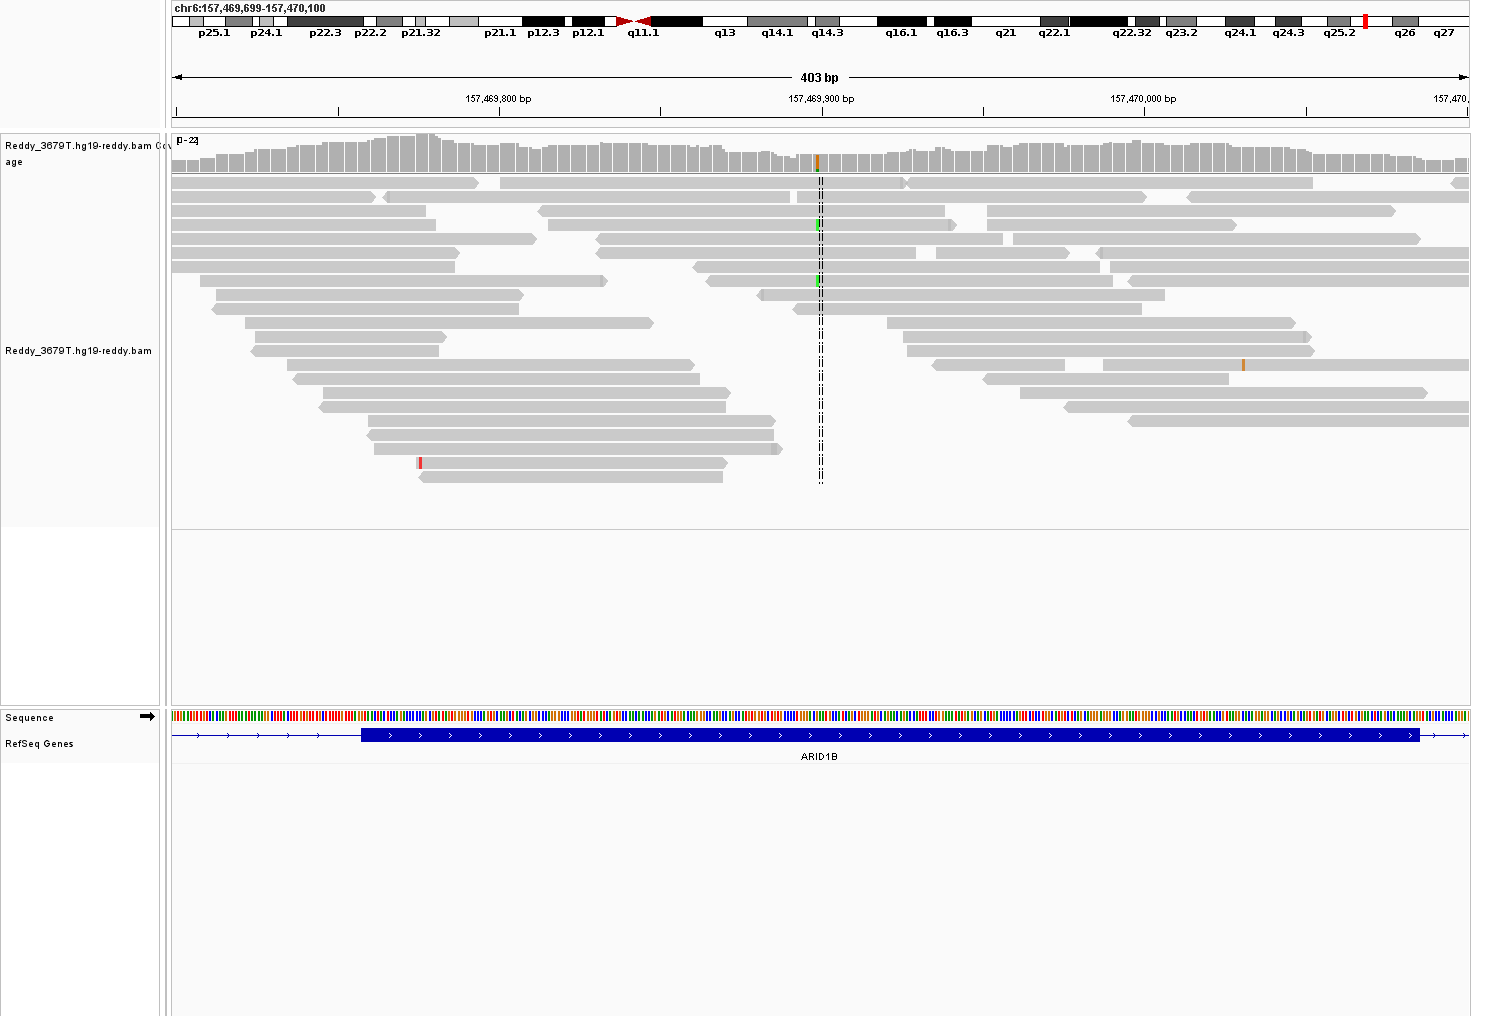 chr6:157,469,699-157,470,100
p25.1 p24.1 p22.3 p22.2 p21.32 p21.1 p12.3 p12.1 q11.1 q13 q14.1 q14.3 q16.1 q16.3 q21 q22.1 q22.32 q23.2 q24.1 q24.3 q25.2 q26 q27
403 bp
157,469,800 bp 157,469,900 bp 157,470,000 bp 157,470,
Reddy_3679T.hg19-reddy.bam Cov
age
[0-22]
Reddy_3679T.hg19-reddy.bam
Sequence
RefSeq Genes
ARID1B